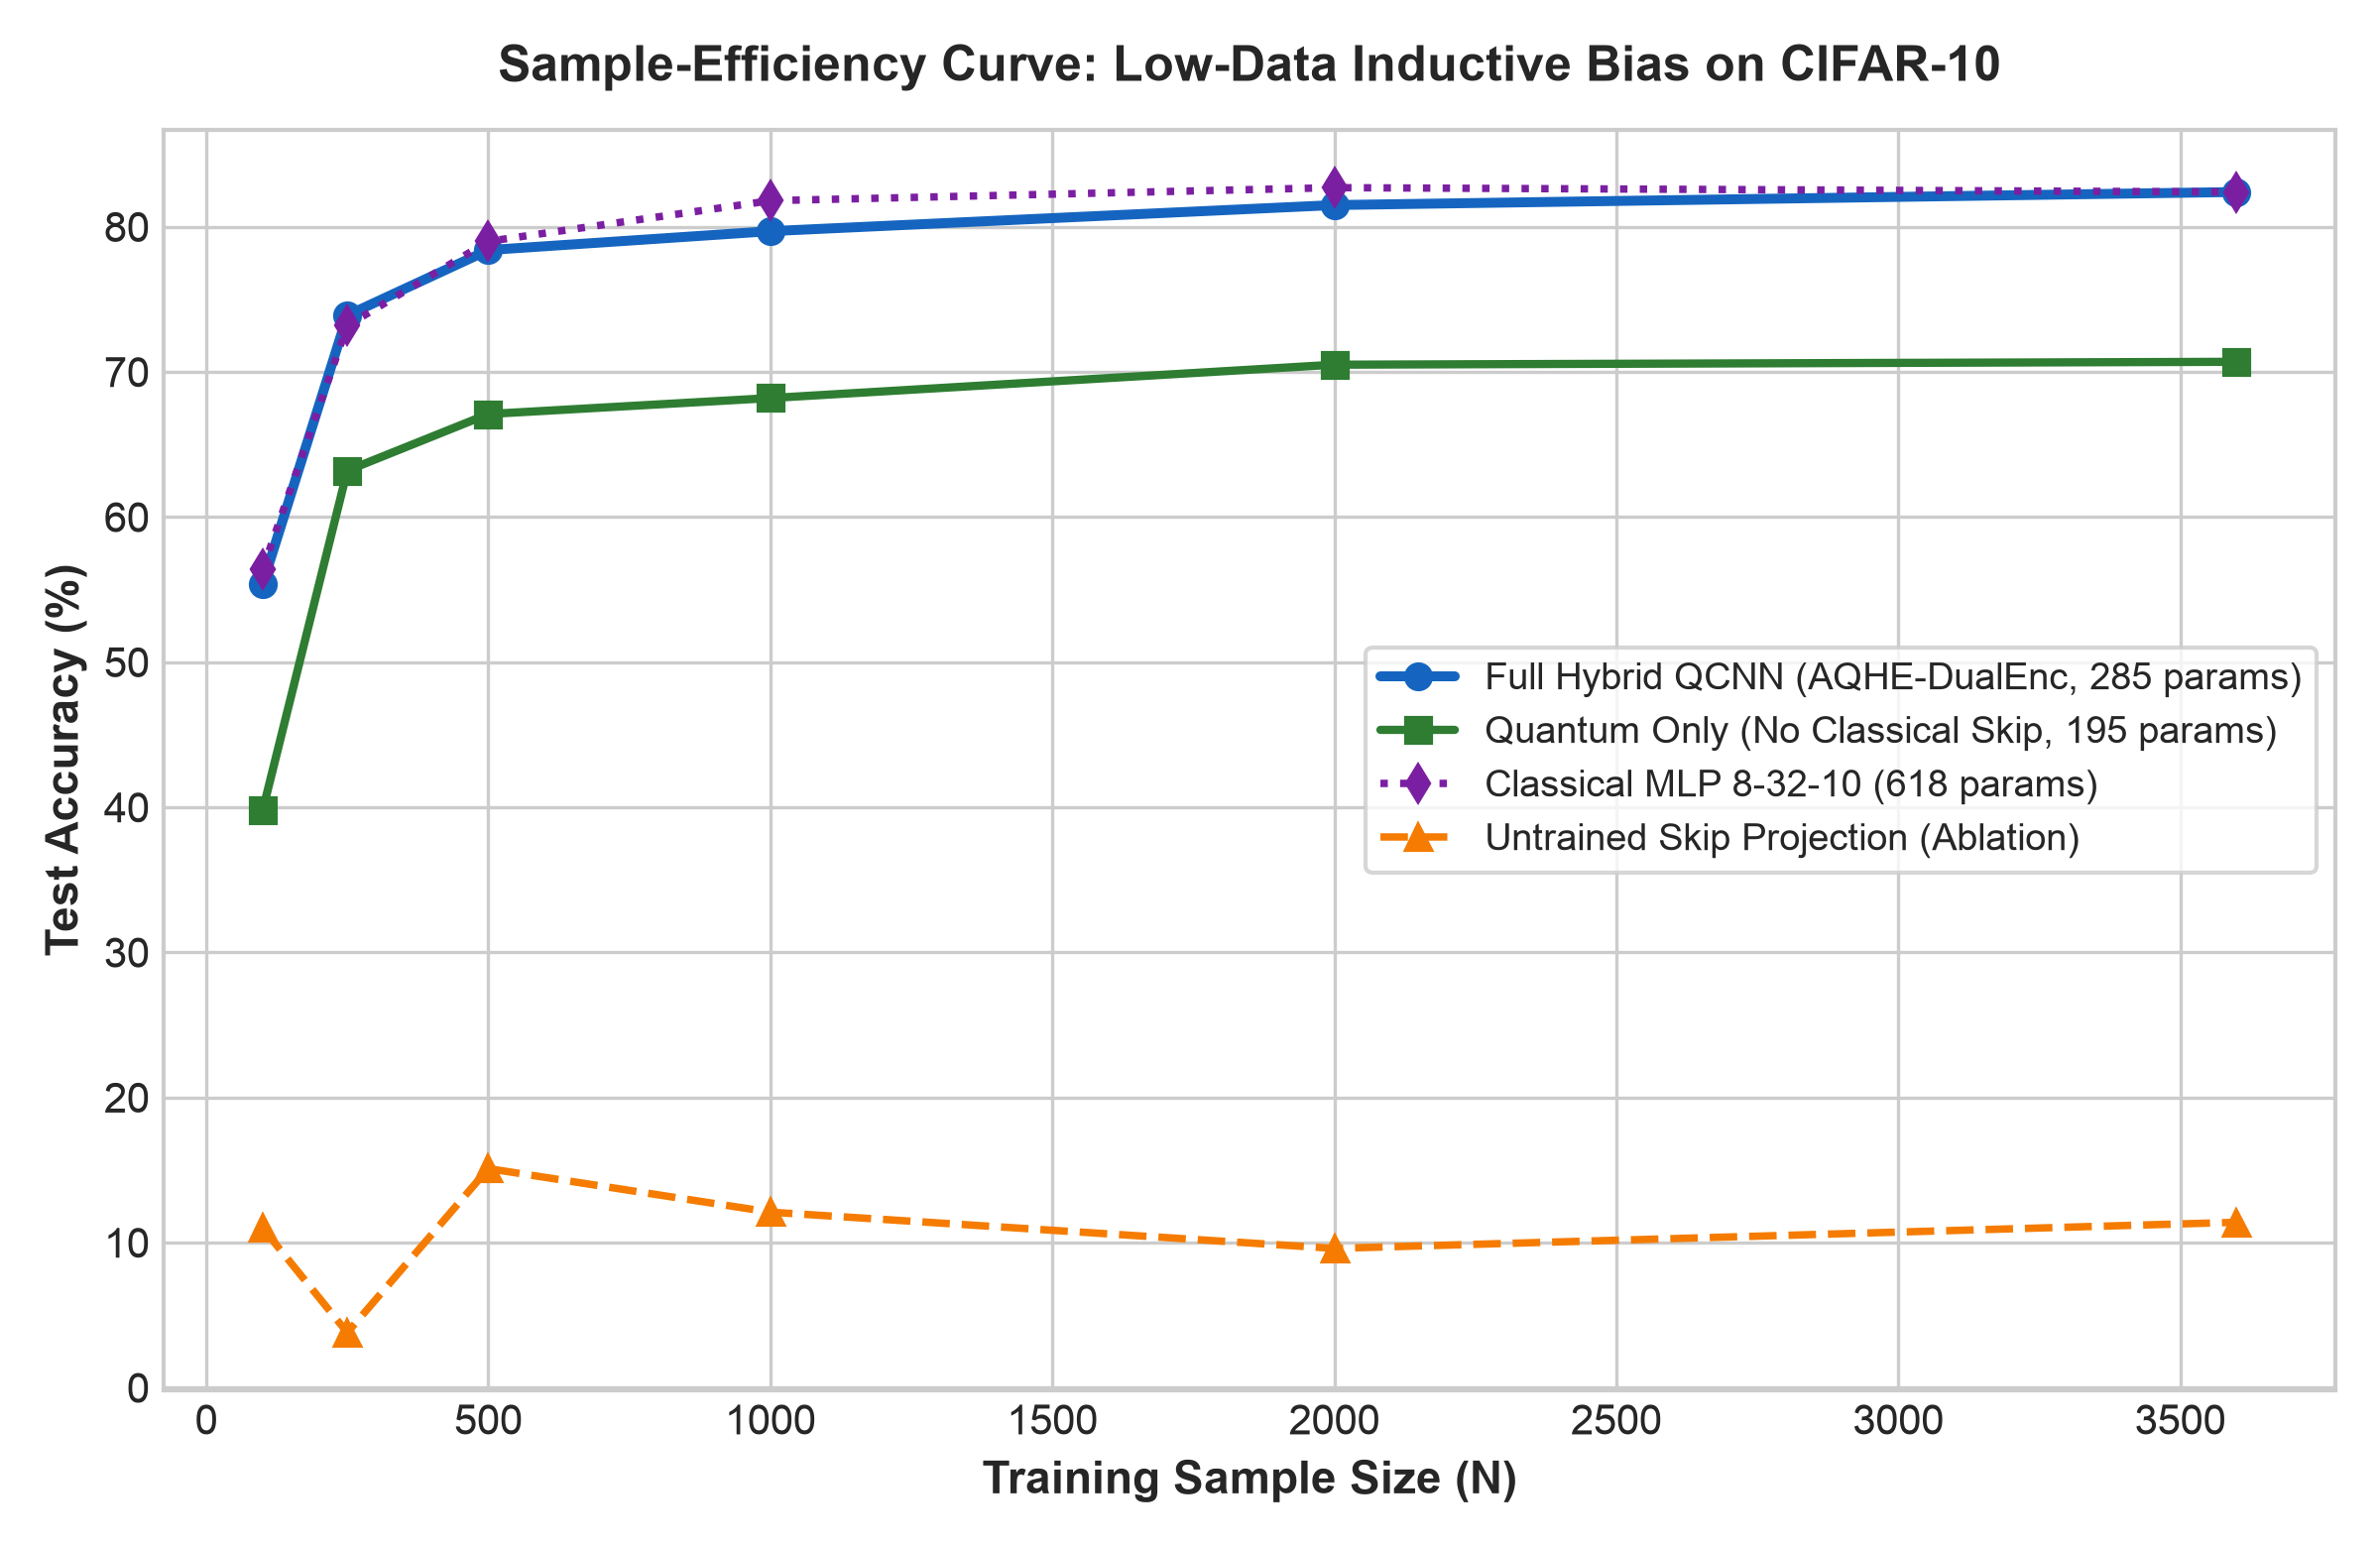 Sample-Efficiency Curve: Low-Data Inductive Bias on CIFAR-10
Test Accuracy (%)
80
70
60
50
40
30
20
10
0
Full Hybrid QCNN (AQHE-DualEnc, 285 params)
Quantum Only (No Classical Skip, 195 params)
Classical MLP 8-32-10 (618 params)
Untrained Skip Projection (Ablation)
0 500 1000 1500 2000 2500 3000 3500
Training Sample Size (N)